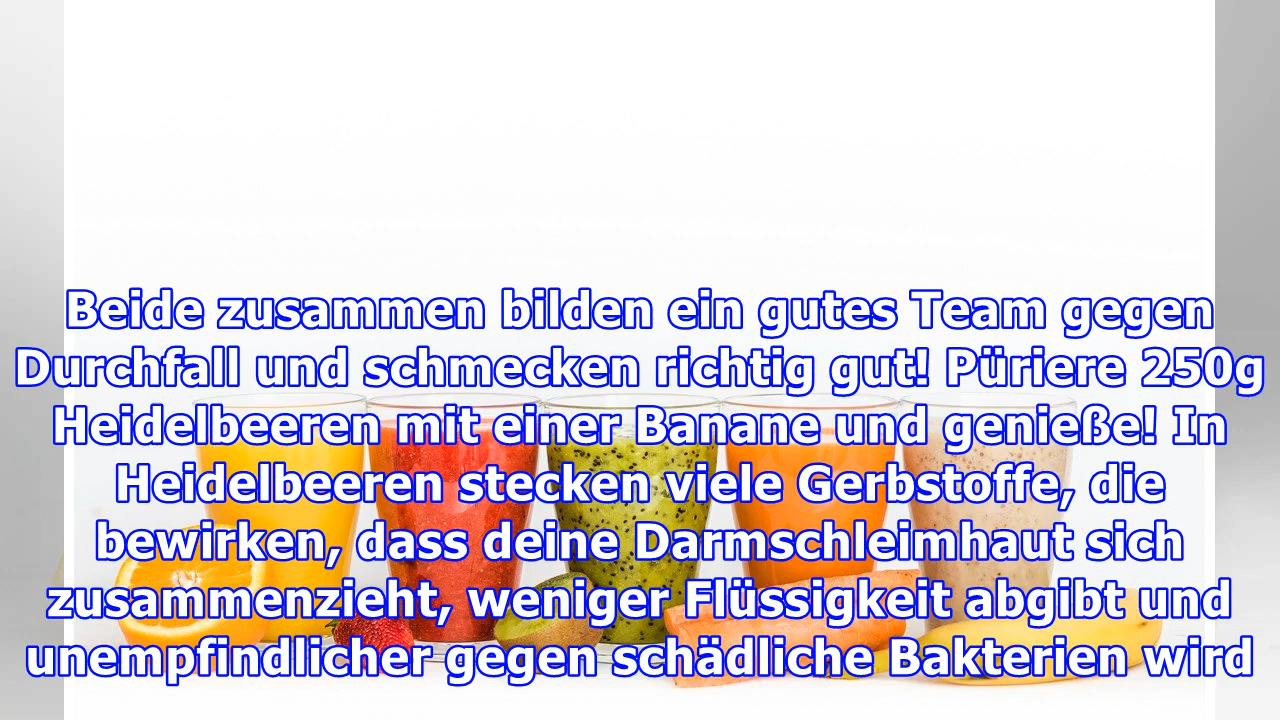 Beide zusammen bilden ein gutes Team gegen
Durchfall und schmecken richtig gut! Püriere 250g
Heidelbeeren mit einer Banane und genieße! In
Heidelbeeren stecken viele Gerbstoffe, die
bewirken, dass deine Darmschleimhaut sich
zusammenzieht, weniger Flüssigkeit abgibt und
unempfindlicher gegen schädliche Bakterien wird